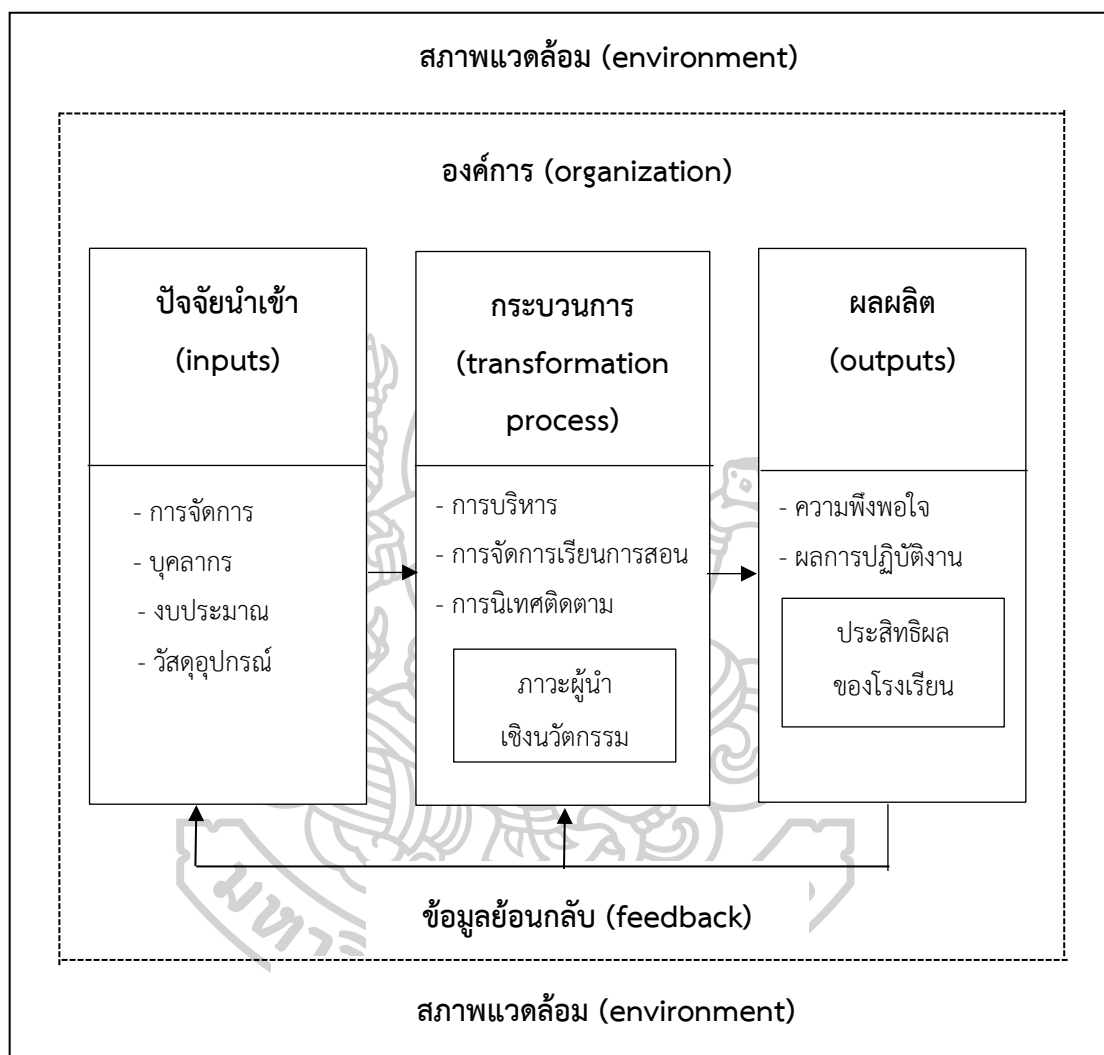 สภาพแวดล้อม (environment)
องค์การ (organization)
ปัจจัยนำเข้า
(inputs)
- การจัดการ
- บุคลากร
- งบประมาณ
- วัสดุอุปกรณ์
กระบวนการ
(transformation
process)
- การบริหาร
- การจัดการเรียนการสอน
- การนิเทศติดตาม
ภาวะผู้นำ
เชิงนวัตกรรม
ผลผลิต
(outputs)
- ความพึงพอใจ
- ผลการปฏิบัติงาน
ประสิทธิผล
ของโรงเรียน
ข้อมูลย้อนกลับ (feedback)
สภาพแวดล้อม (environment)